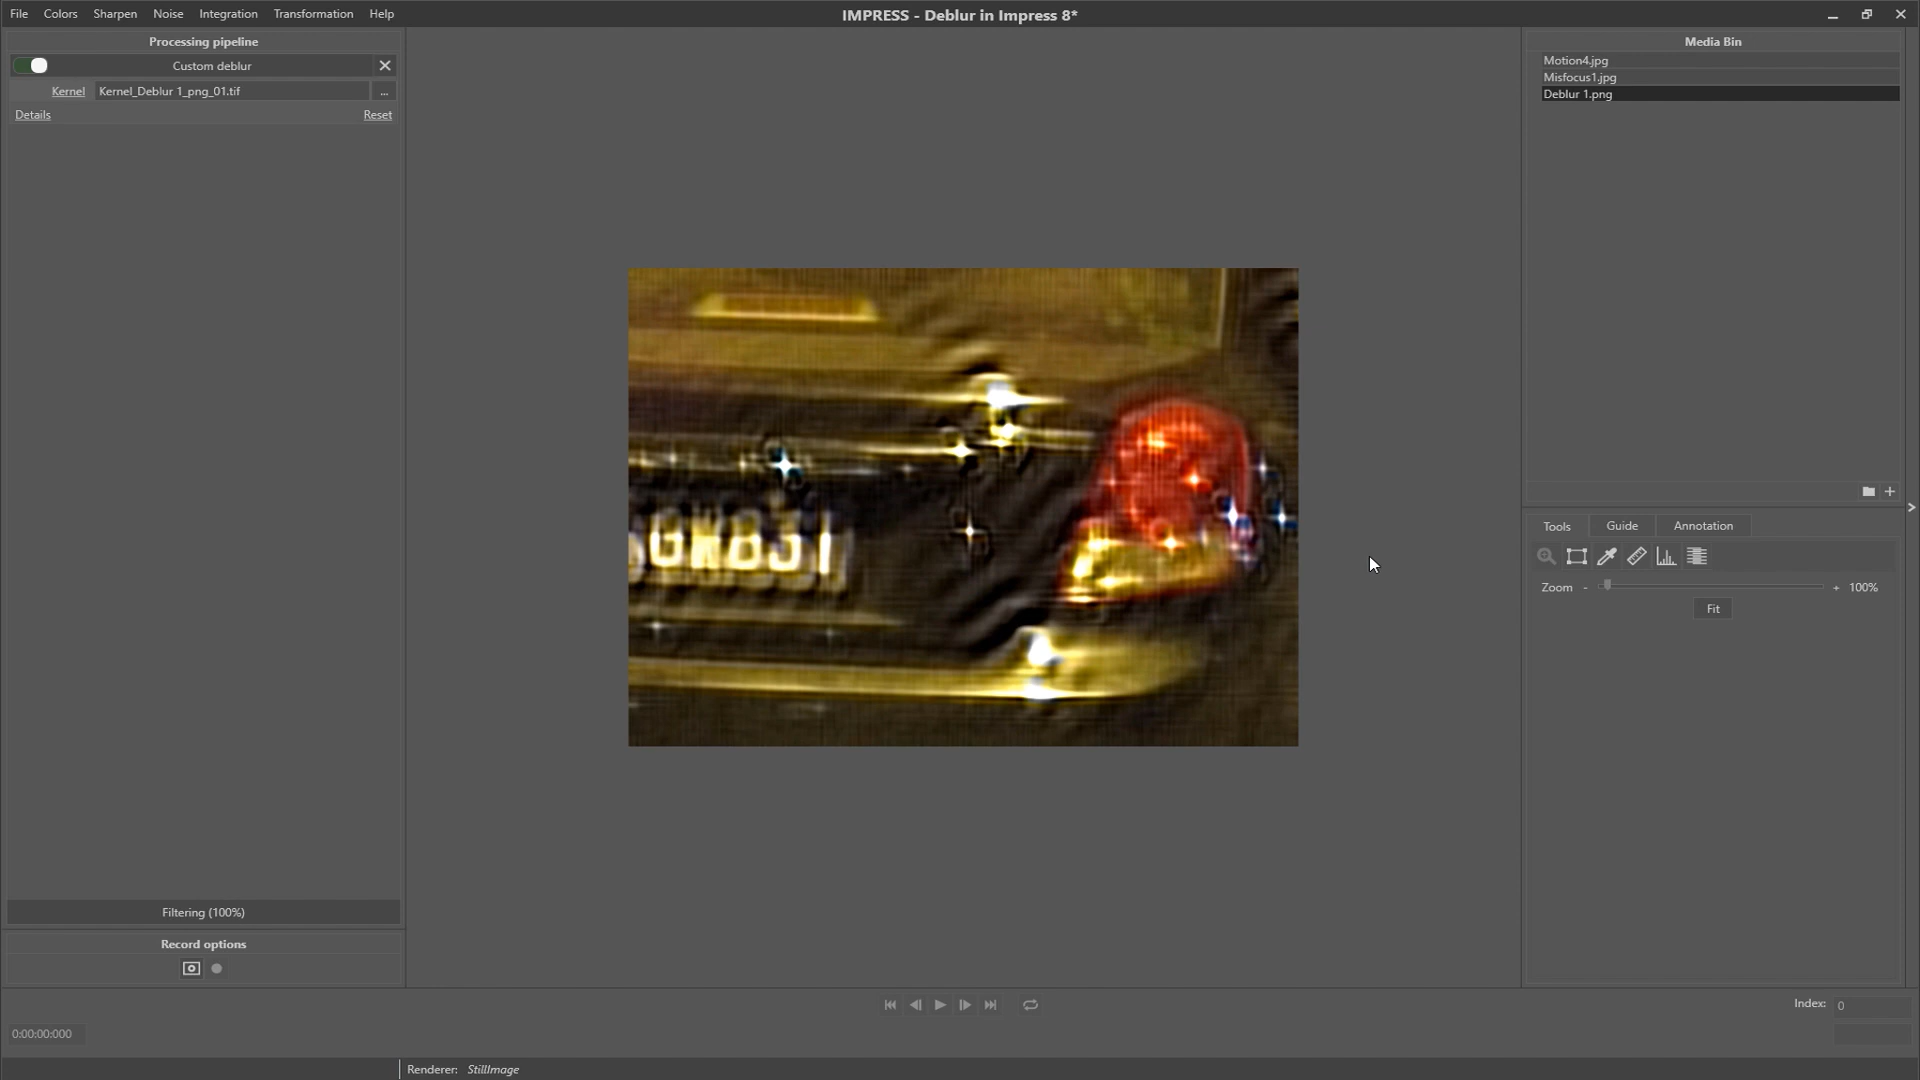 File Colors Sharpen Noise Integration Transformation Help
IMPRESS - Deblur in Impress 8*
Processing pipeline
Custom deblur
Kernel Kernel_Deblur 1_png_01.tif ...
Details Reset
Media Bin
Motion4.jpg
Misfocus1.jpg
Deblur 1.png
GWB31
Tools Guide Annotation
Zoom - + 100%
Fit
Filtering (100%)
Record options
Index: 0
0:00:00:000
Renderer: StillImage